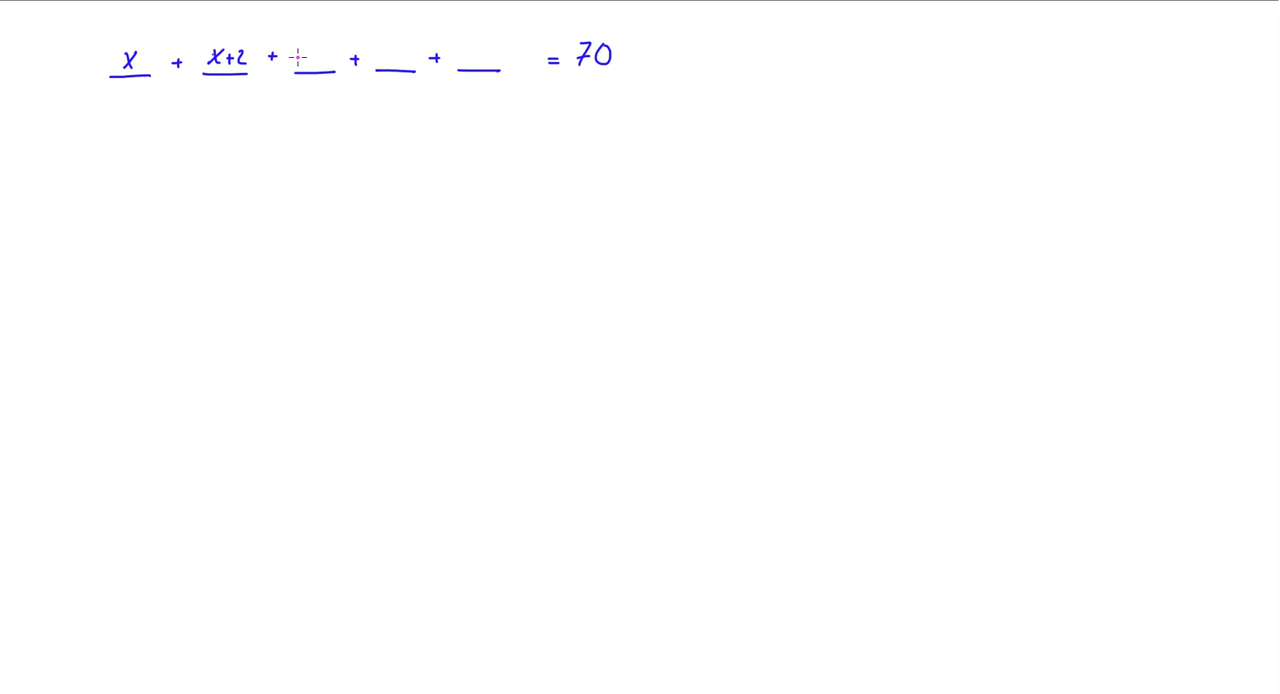 x + x+2 + ___ + ___ + ___ = 70